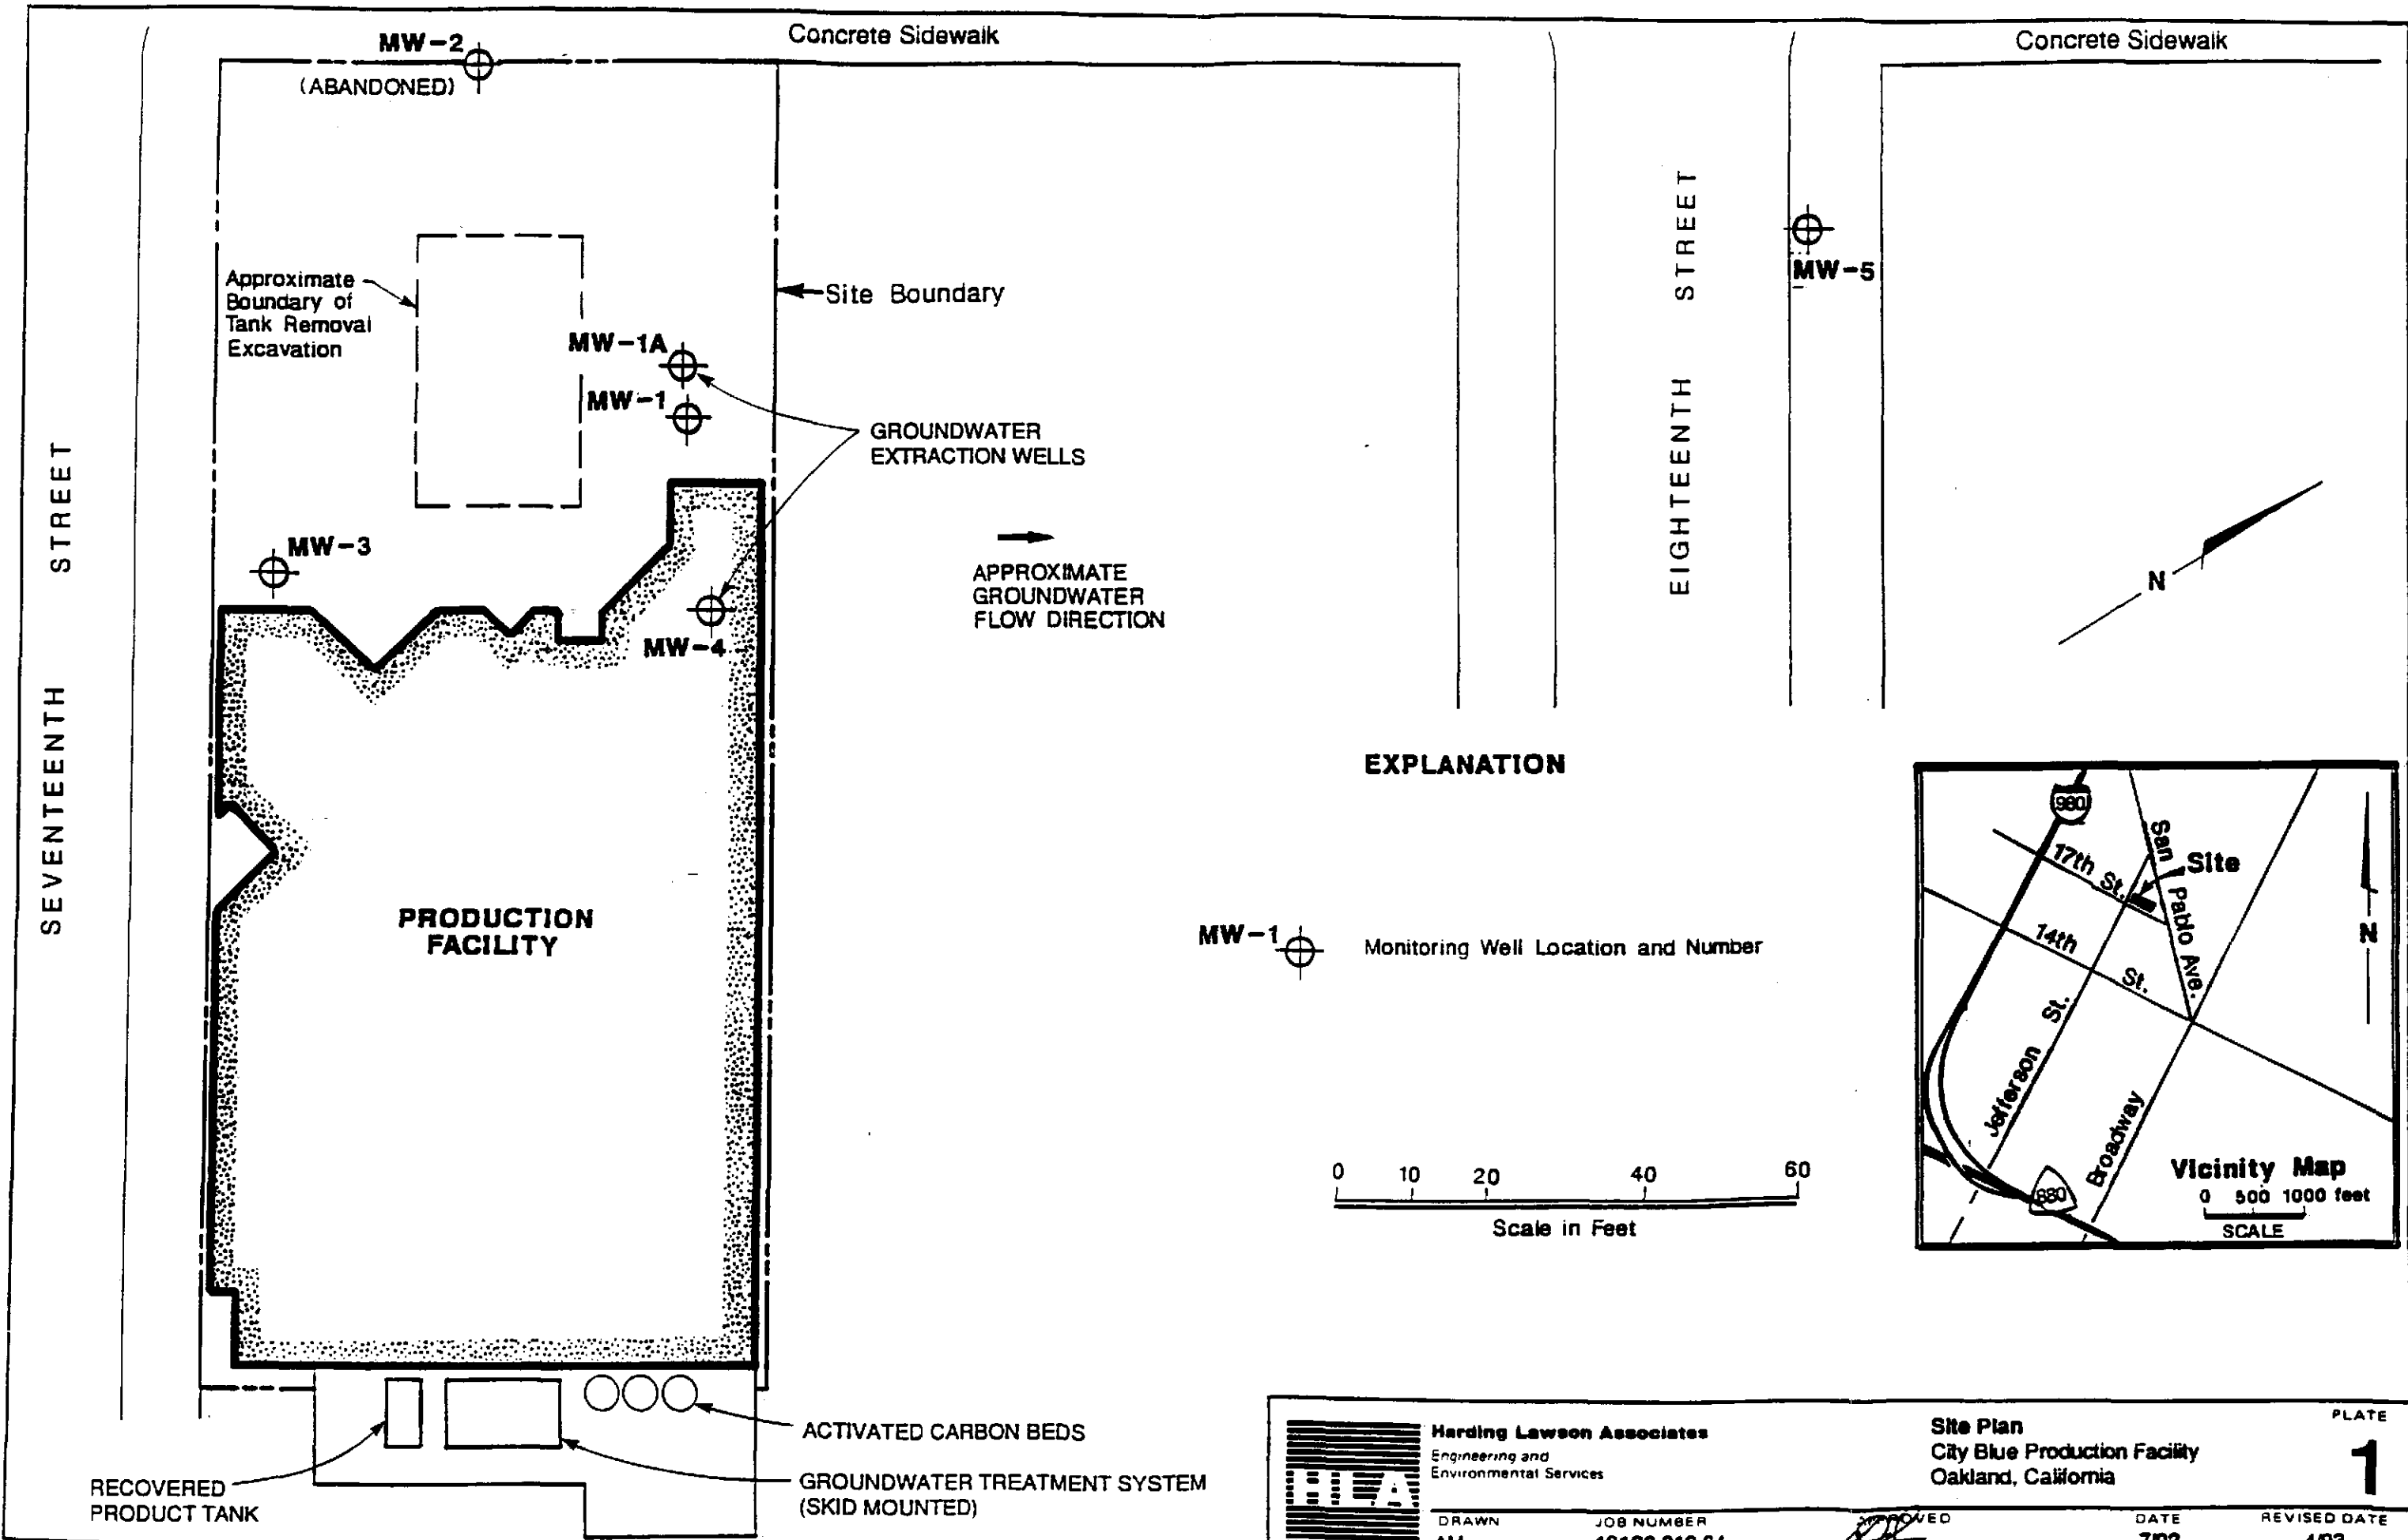 Concrete Sidewalk
Concrete Sidewalk
MW-2
(ABANDONED)
Approximate
Boundary of
Tank Removal
Excavation
Site Boundary
MW-1A
MW-1
GROUNDWATER
EXTRACTION WELLS
MW-3
MW-4
MW-5
APPROXIMATE
GROUNDWATER
FLOW DIRECTION
SEVENTEENTH STREET
EIGHTEENTH STREET
N
PRODUCTION
FACILITY
EXPLANATION
MW-1
Monitoring Well Location and Number
0 10 20 40 60
Scale in Feet
980
17th St.
San Pablo Ave.
Site
14th St.
Jefferson St.
Broadway
880
N
Vicinity Map
0 500 1000 feet
SCALE
ACTIVATED CARBON BEDS
GROUNDWATER TREATMENT SYSTEM
(SKID MOUNTED)
RECOVERED
PRODUCT TANK
Harding Lawson Associates
Engineering and
Environmental Services
Site Plan
City Blue Production Facility
Oakland, California
PLATE
1
DRAWN
JOB NUMBER
APPROVED
DATE
REVISED DATE